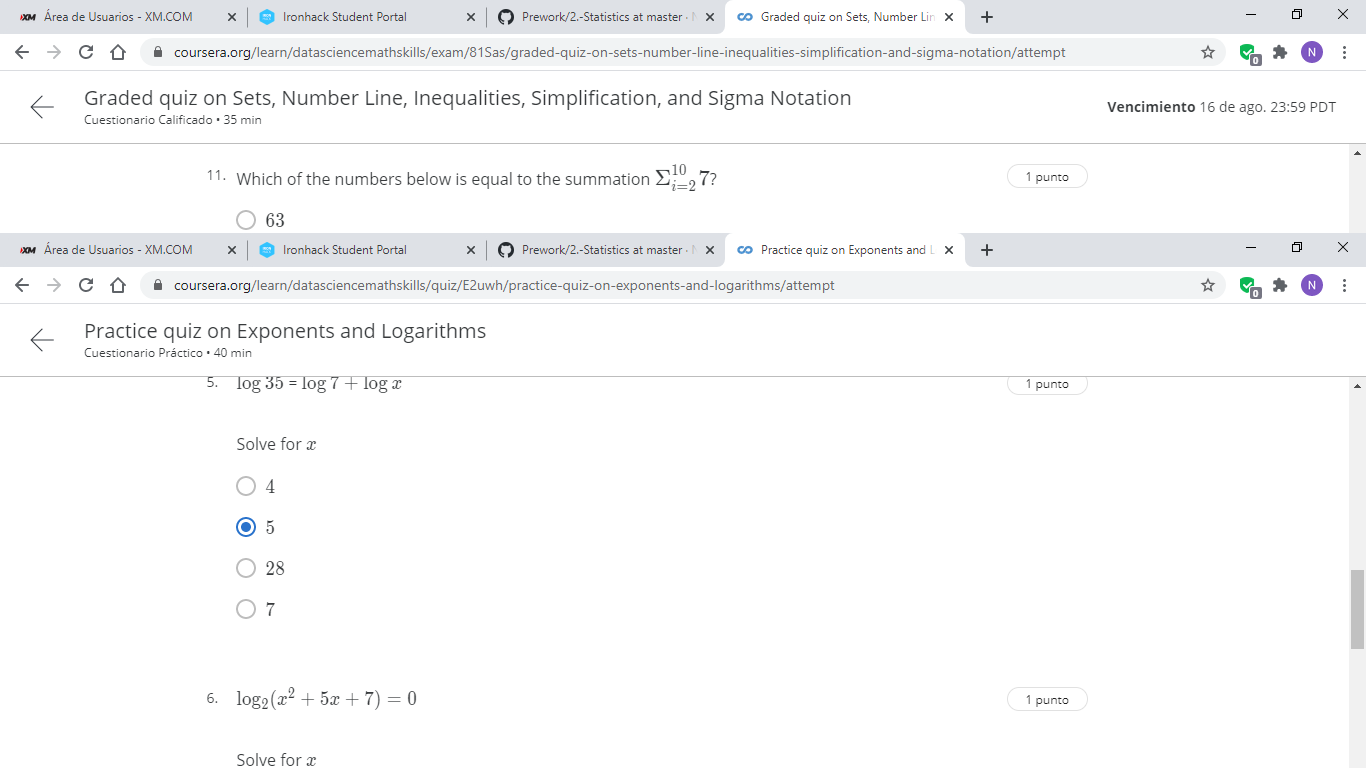 XM Área de Usuarios - XM.COM Ironhack Student Portal Prework/2.-Statistics at master · Graded quiz on Sets, Number Lin
coursera.org/learn/datasciencemathskills/exam/81Sas/graded-quiz-on-sets-number-line-inequalities-simplification-and-sigma-notation/attempt 0 N
Graded quiz on Sets, Number Line, Inequalities, Simplification, and Sigma Notation
Cuestionario Calificado • 35 min
Vencimiento 16 de ago. 23:59 PDT
11. Which of the numbers below is equal to the summation Σ_{i=2}^{10} 7? 1 punto
63
XM Área de Usuarios - XM.COM Ironhack Student Portal Prework/2.-Statistics at master · Practice quiz on Exponents and L
coursera.org/learn/datasciencemathskills/quiz/E2uwh/practice-quiz-on-exponents-and-logarithms/attempt 0 N
Practice quiz on Exponents and Logarithms
Cuestionario Práctico • 40 min
5. log 35 = log 7 + log x 1 punto
Solve for x
4
5
28
7
6. log₂(x² + 5x + 7) = 0 1 punto
Solve for x